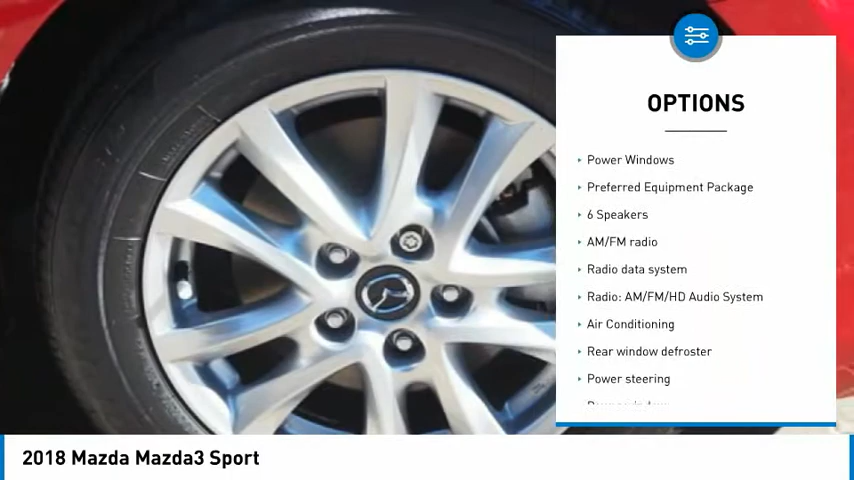 OPTIONS
Power Windows
Preferred Equipment Package
6 Speakers
AM/FM radio
Radio data system
Radio: AM/FM/HD Audio System
Air Conditioning
Rear window defroster
Power steering
2018 Mazda Mazda3 Sport